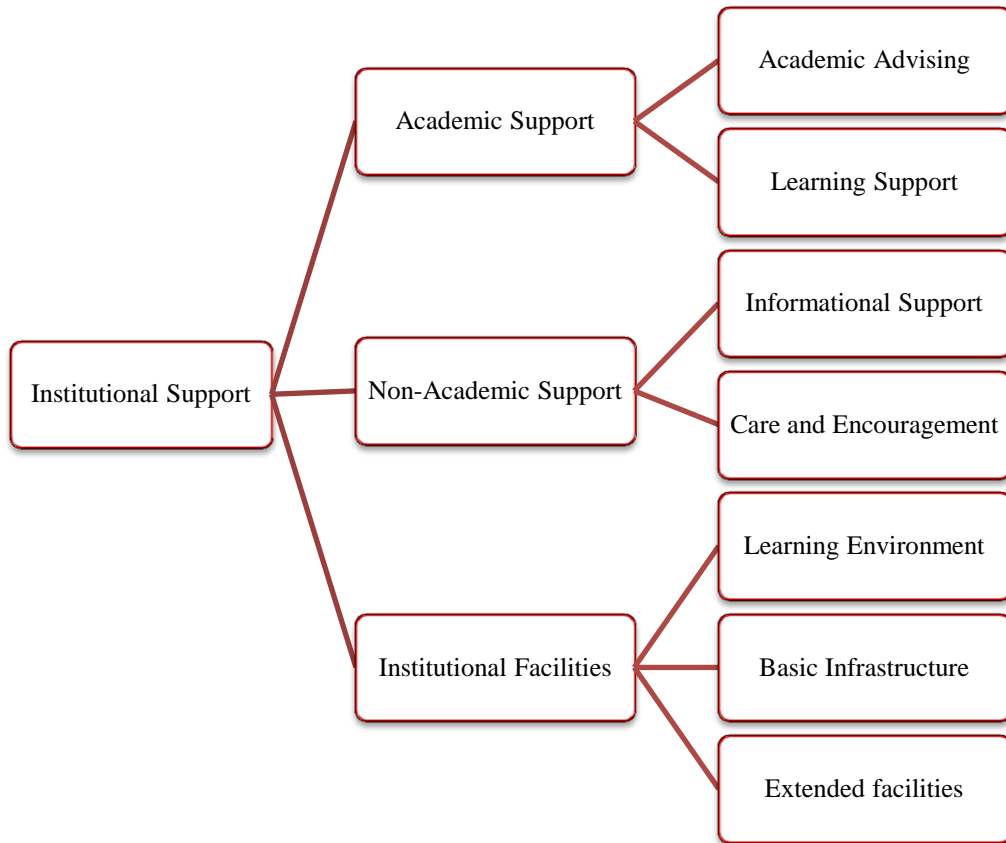 Institutional Support
Academic Support
Academic Advising
Learning Support
Non-Academic Support
Informational Support
Care and Encouragement
Institutional Facilities
Learning Environment
Basic Infrastructure
Extended facilities